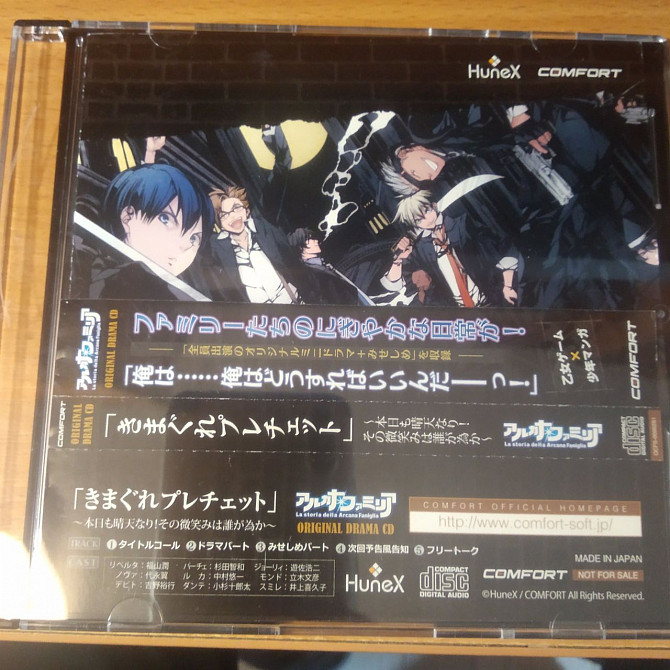 HuneX COMFORT
ファミリーたちのにぎやかな日常が！
「全員出演のオリジナルミニドラマ+みせしめ」を収録
「俺は……俺はどうすればいいんだーーっ！」
アルカナ・ファミリア
ORIGINAL DRAMA CD
乙女ゲーム
×
少年マンガ
COMFORT
COMFORT
ORIGINAL
DRAMA CD
「きまぐれプレチェット」
～本日も晴天なり！
その微笑みは誰が為か～
アルカナ・ファミリア
La storia della Arcana Famiglia
COMPACT
disc
「きまぐれプレチェット」
～本日も晴天なり!その微笑みは誰が為か～
アルカナ・ファミリア
La storia della Arcana Famiglia
ORIGINAL DRAMA CD
COMFORT OFFICIAL HOMEPAGE
http://www.comfort-soft.jp/
TRACK ❶タイトルコール ❷ドラマパート ❸みせしめパート ❹次回予告風告知 ❺フリートーク
CAST
リベルタ：福山潤 パーチェ：杉田智和 ジョーリィ：遊佐浩二
ノヴァ：代永翼 ルカ：中村悠一 モンド：立木文彦
デビト：吉野裕行 ダンテ：小杉十郎太 スミレ：井上喜久子
HuneX
COMPACT
disc
DIGITAL AUDIO
MADE IN JAPAN
COMFORT NOT FOR SALE
©HuneX / COMFORT All Rights Reserved.